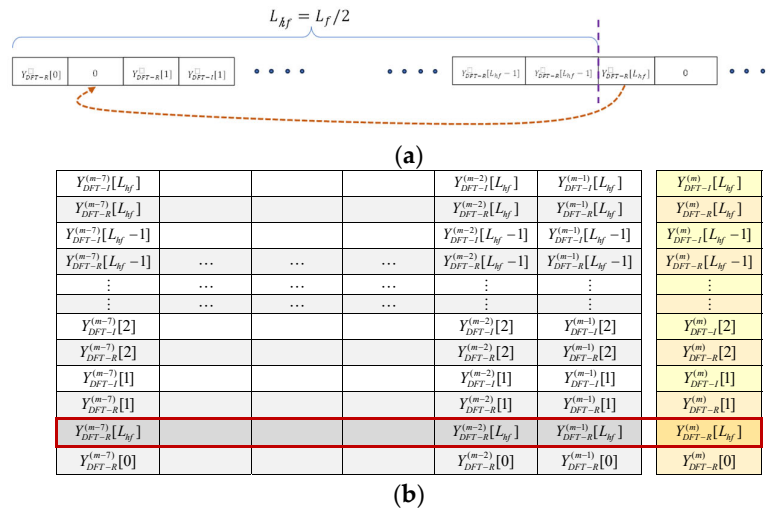 L_hf = L_f/2
Y^□_DFT−R[0] 0 Y^□_DFT−R[1] Y^□_DFT−I[1] • • • • • • • • Y^□_DFT−R[L_hf − 1] Y^□_DFT−R[L_hf − 1] Y^□_DFT−R[L_hf] 0 • • • •
(a)
Y^(m−7)_DFT−I[L_hf] Y^(m−2)_DFT−I[L_hf] Y^(m−1)_DFT−I[L_hf] Y^(m)_DFT−I[L_hf]
Y^(m−7)_DFT−R[L_hf] Y^(m−2)_DFT−R[L_hf] Y^(m−1)_DFT−R[L_hf] Y^(m)_DFT−R[L_hf]
Y^(m−7)_DFT−I[L_hf −1] Y^(m−2)_DFT−I[L_hf −1] Y^(m−1)_DFT−I[L_hf −1] Y^(m)_DFT−I[L_hf −1]
Y^(m−7)_DFT−R[L_hf −1] ... ... ... Y^(m−2)_DFT−R[L_hf −1] Y^(m−1)_DFT−R[L_hf −1] Y^(m)_DFT−R[L_hf −1]
⋮ ... ... ... ⋮ ⋮ ⋮
⋮ ... ... ... ⋮ ⋮ ⋮
Y^(m−7)_DFT−I[2] Y^(m−2)_DFT−I[2] Y^(m−1)_DFT−I[2] Y^(m)_DFT−I[2]
Y^(m−7)_DFT−R[2] Y^(m−2)_DFT−R[2] Y^(m−1)_DFT−R[2] Y^(m)_DFT−R[2]
Y^(m−7)_DFT−I[1] Y^(m−2)_DFT−I[1] Y^(m−1)_DFT−I[1] Y^(m)_DFT−I[1]
Y^(m−7)_DFT−R[1] Y^(m−2)_DFT−R[1] Y^(m−1)_DFT−R[1] Y^(m)_DFT−R[1]
Y^(m−7)_DFT−R[L_hf] Y^(m−2)_DFT−R[L_hf] Y^(m−1)_DFT−R[L_hf] Y^(m)_DFT−R[L_hf]
Y^(m−7)_DFT−R[0] Y^(m−2)_DFT−R[0] Y^(m−1)_DFT−R[0] Y^(m)_DFT−R[0]
(b)